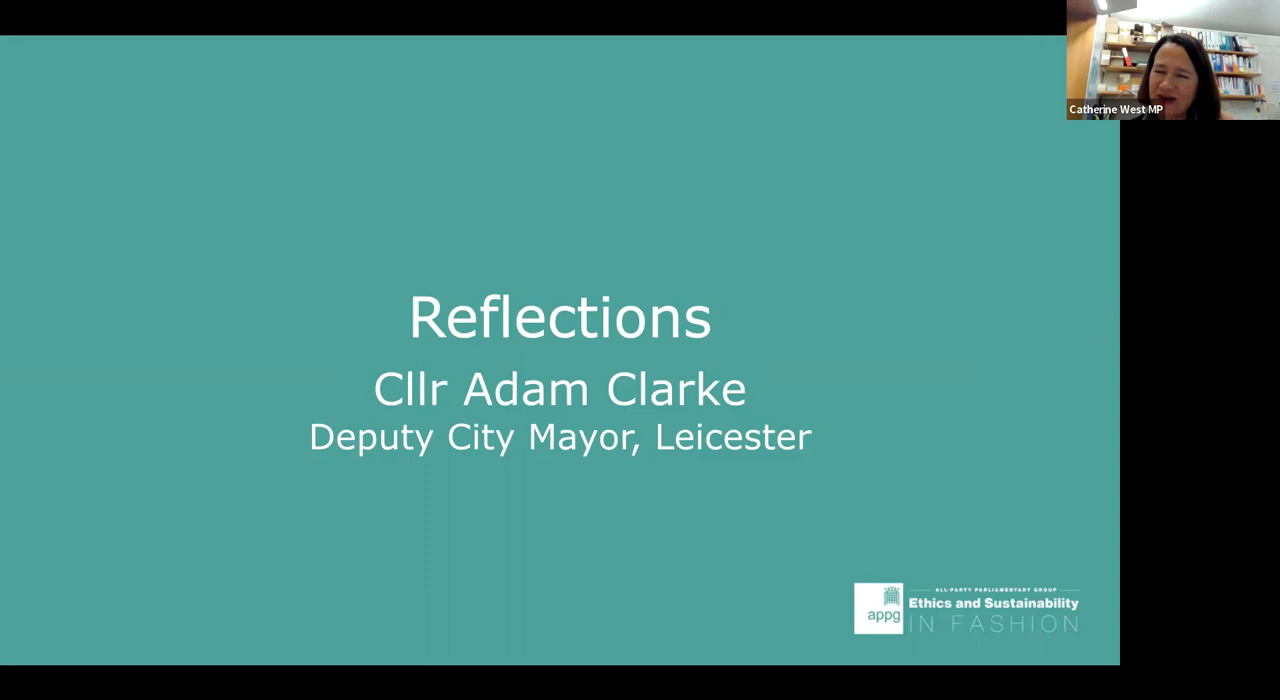 Catherine West MP
Reflections
Cllr Adam Clarke
Deputy City Mayor, Leicester
ALL-PARTY PARLIAMENTARY GROUP
appg
Ethics and Sustainability
IN FASHION